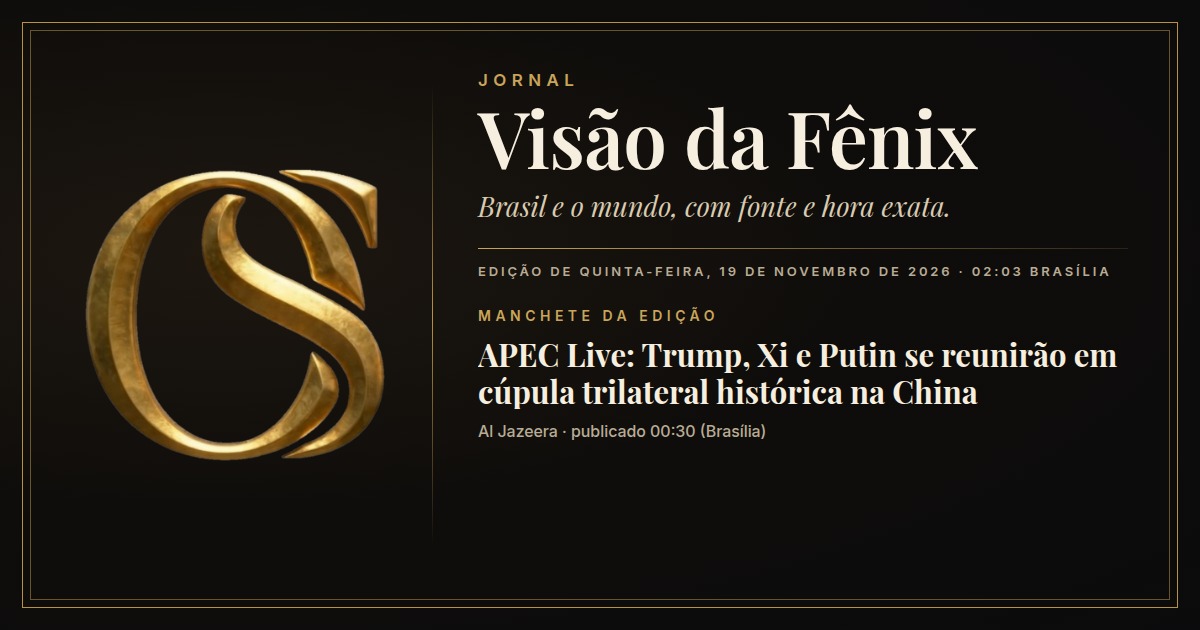 JORNAL
Visão da Fênix
Brasil e o mundo, com fonte e hora exata.
EDIÇÃO DE QUINTA-FEIRA, 19 DE NOVEMBRO DE 2026 · 02:03 BRASÍLIA
MANCHETE DA EDIÇÃO
APEC Live: Trump, Xi e Putin se reunirão em
cúpula trilateral histórica na China
Al Jazeera · publicado 00:30 (Brasília)